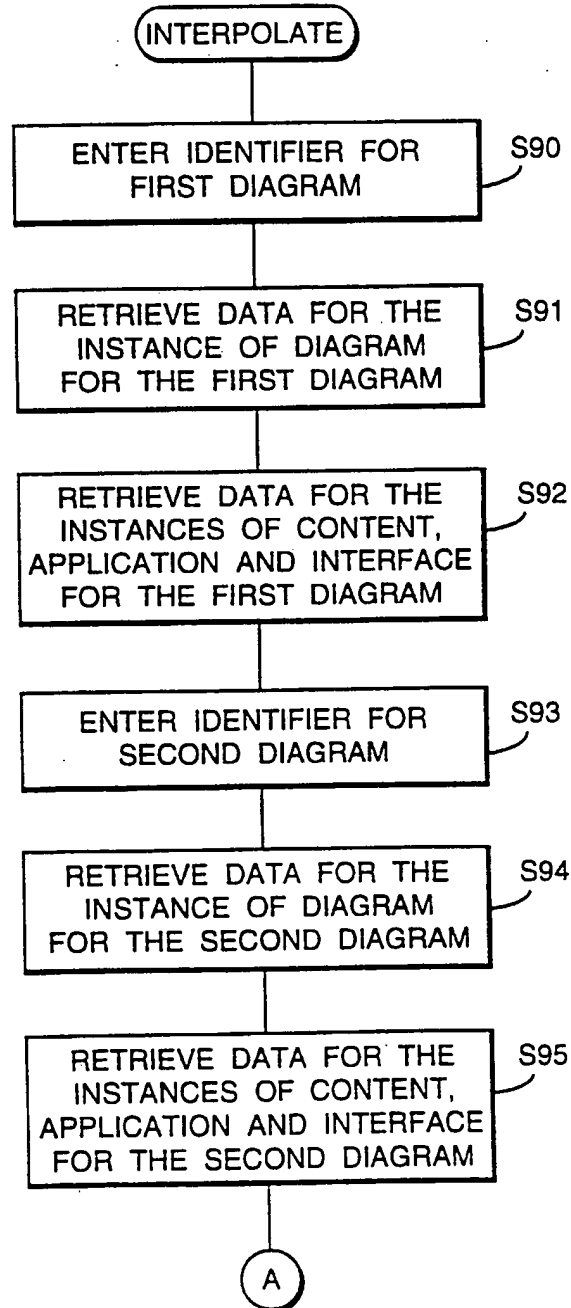 INTERPOLATE
ENTER IDENTIFIER FOR
FIRST DIAGRAM
S90
RETRIEVE DATA FOR THE
INSTANCE OF DIAGRAM
FOR THE FIRST DIAGRAM
S91
RETRIEVE DATA FOR THE
INSTANCES OF CONTENT,
APPLICATION AND INTERFACE
FOR THE FIRST DIAGRAM
S92
ENTER IDENTIFIER FOR
SECOND DIAGRAM
S93
RETRIEVE DATA FOR THE
INSTANCE OF DIAGRAM
FOR THE SECOND DIAGRAM
S94
RETRIEVE DATA FOR THE
INSTANCES OF CONTENT,
APPLICATION AND INTERFACE
FOR THE SECOND DIAGRAM
S95
A